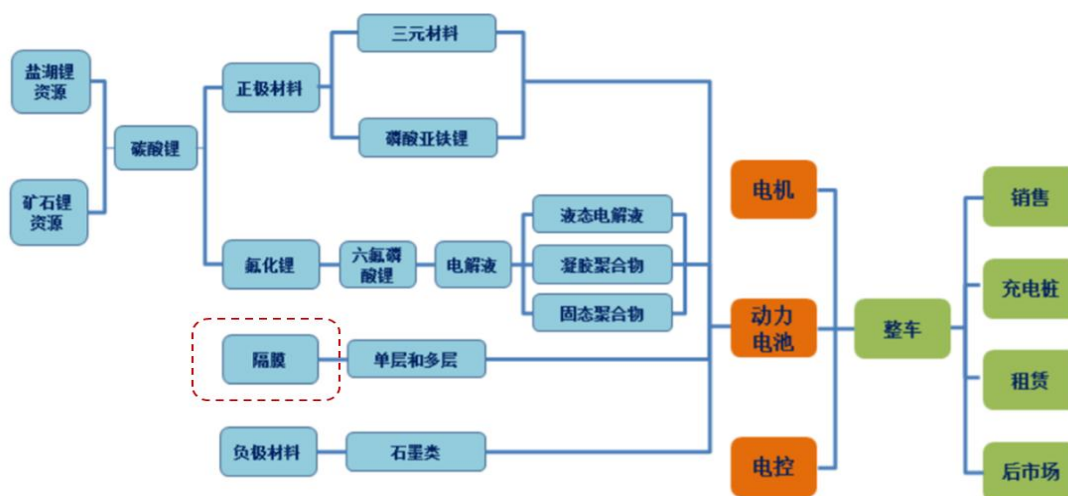 盐湖锂
资源
矿石锂
资源
碳酸锂
正极材料
三元材料
磷酸亚铁锂
氟化锂
六氟磷
酸锂
电解液
液态电解液
凝胶聚合物
固态聚合物
隔膜
单层和多层
负极材料
石墨类
电机
动力
电池
电控
整车
销售
充电桩
租赁
后市场